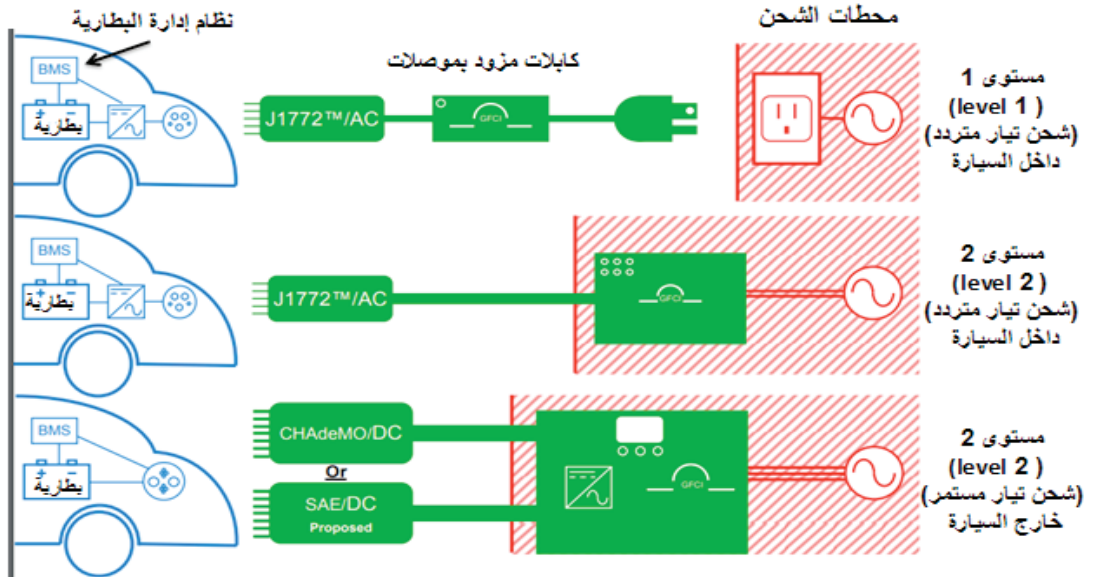 نظام إدارة البطارية
كابلات مزود بموصلات
محطات الشحن
BMS
بطارية
J1772™/AC
GFCI
مستوى 1
(level 1 )
(شحن تيار متردد)
داخل السيارة
BMS
بطارية
J1772™/AC
GFCI
مستوى 2
(level 2 )
(شحن تيار متردد)
داخل السيارة
BMS
بطارية
CHAdeMO/DC
Or
SAE/DC
Proposed
GFCI
مستوى 2
(level 2 )
(شحن تيار مستمر)
خارج السيارة